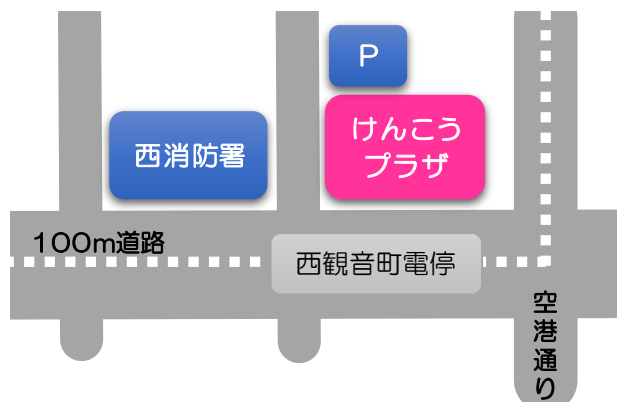 P
けんこう
プラザ
西消防署
100m道路
西観音町電停
空港通り